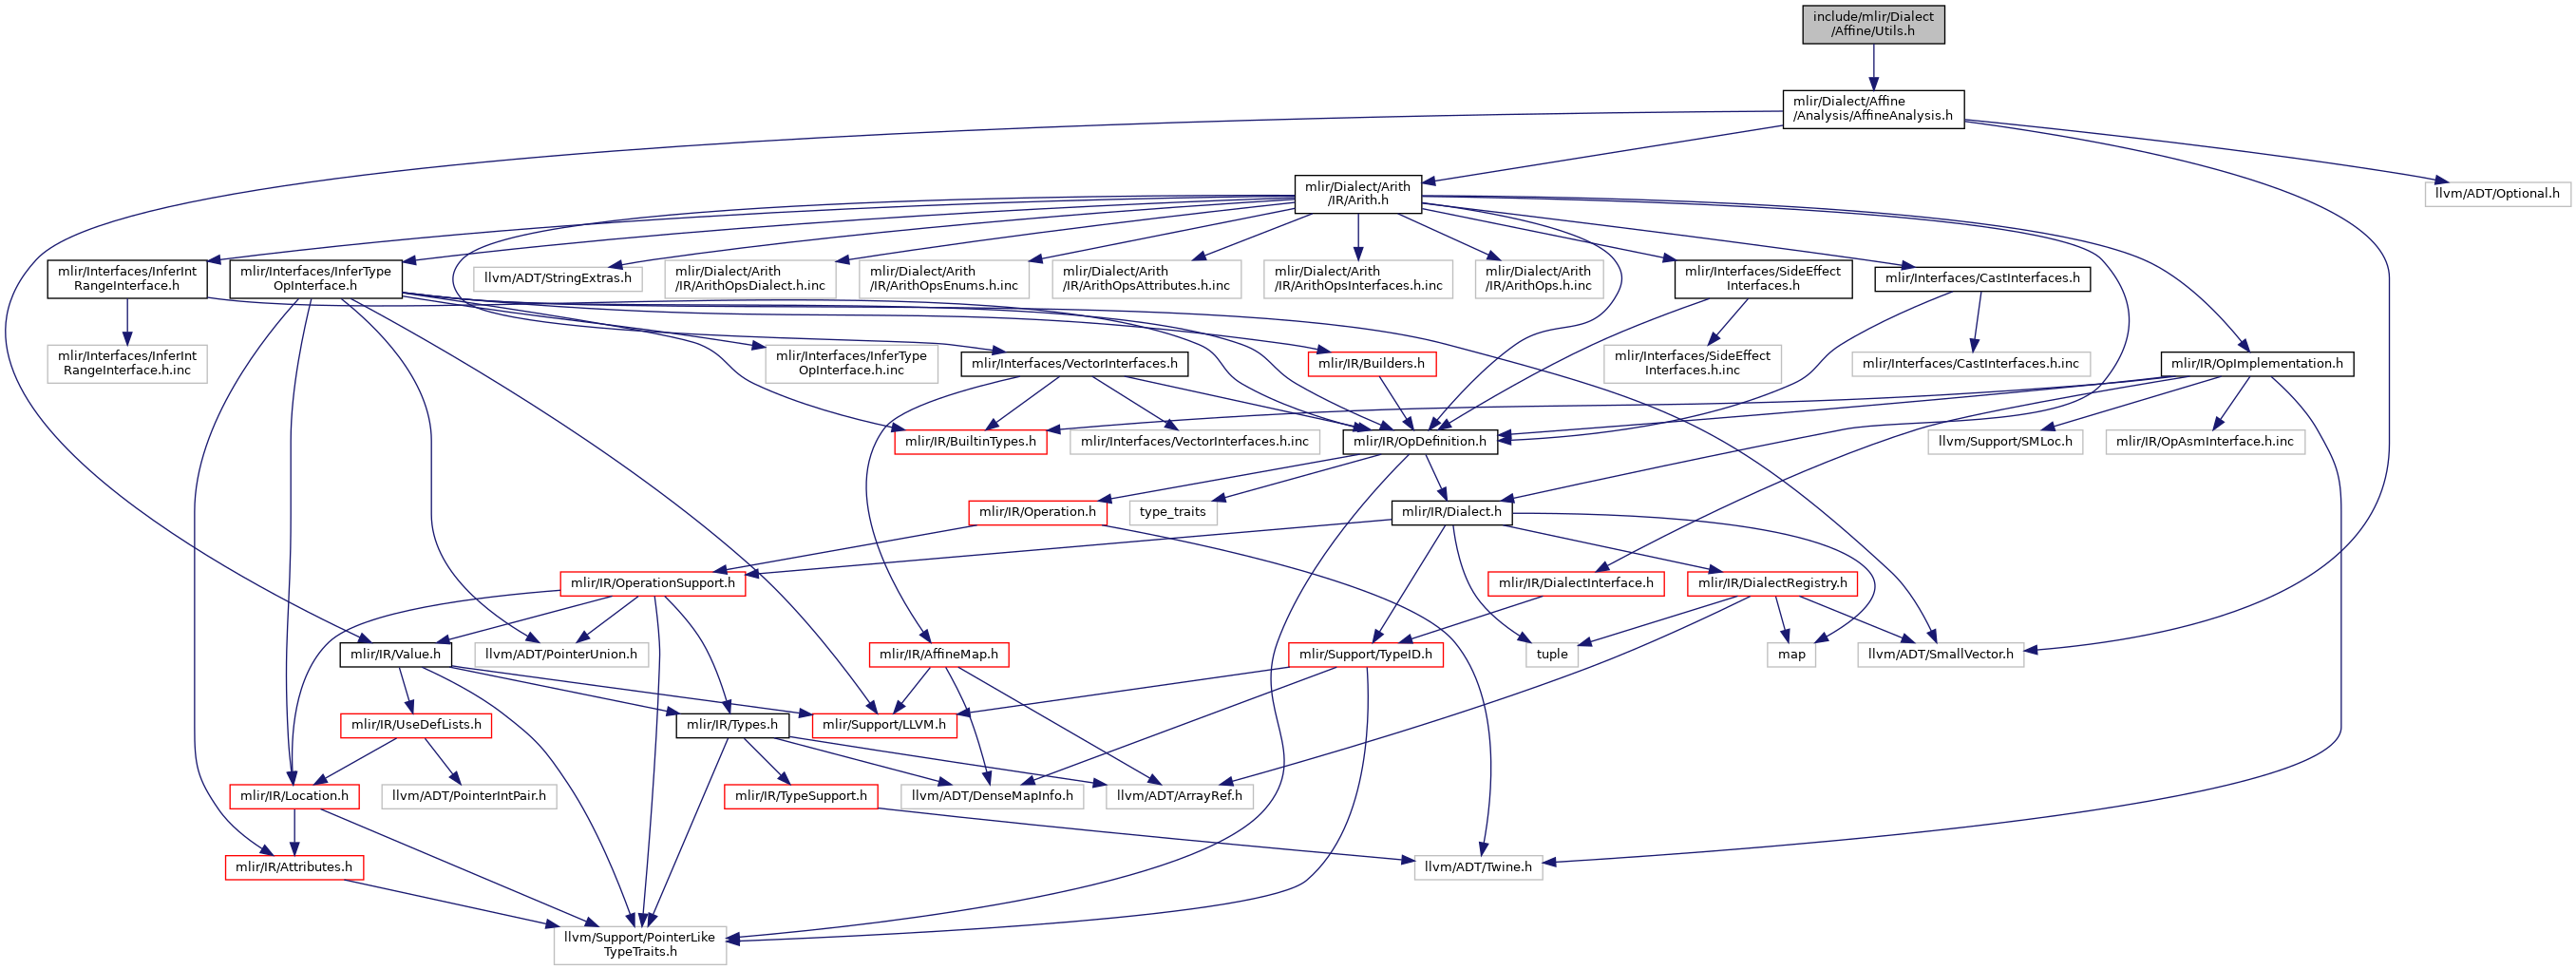 include/mlir/Dialect
/Affine/Utils.h
mlir/Dialect/Affine
/Analysis/AffineAnalysis.h
mlir/Dialect/Arith
/IR/Arith.h
llvm/ADT/Optional.h
mlir/Interfaces/InferInt
RangeInterface.h
mlir/Interfaces/InferType
OpInterface.h
llvm/ADT/StringExtras.h
mlir/Dialect/Arith
/IR/ArithOpsDialect.h.inc
mlir/Dialect/Arith
/IR/ArithOpsEnums.h.inc
mlir/Dialect/Arith
/IR/ArithOpsAttributes.h.inc
mlir/Dialect/Arith
/IR/ArithOpsInterfaces.h.inc
mlir/Dialect/Arith
/IR/ArithOps.h.inc
mlir/Interfaces/SideEffect
Interfaces.h
mlir/Interfaces/CastInterfaces.h
mlir/Interfaces/InferInt
RangeInterface.h.inc
mlir/Interfaces/InferType
OpInterface.h.inc
mlir/Interfaces/VectorInterfaces.h
mlir/IR/Builders.h
mlir/Interfaces/SideEffect
Interfaces.h.inc
mlir/Interfaces/CastInterfaces.h.inc
mlir/IR/OpImplementation.h
mlir/IR/BuiltinTypes.h
mlir/Interfaces/VectorInterfaces.h.inc
mlir/IR/OpDefinition.h
llvm/Support/SMLoc.h
mlir/IR/OpAsmInterface.h.inc
mlir/IR/Operation.h
type_traits
mlir/IR/Dialect.h
mlir/IR/OperationSupport.h
mlir/IR/DialectInterface.h
mlir/IR/DialectRegistry.h
mlir/IR/Value.h
llvm/ADT/PointerUnion.h
mlir/IR/AffineMap.h
mlir/Support/TypeID.h
tuple
map
llvm/ADT/SmallVector.h
mlir/IR/UseDefLists.h
mlir/IR/Types.h
mlir/Support/LLVM.h
mlir/IR/Location.h
llvm/ADT/PointerIntPair.h
mlir/IR/TypeSupport.h
llvm/ADT/DenseMapInfo.h
llvm/ADT/ArrayRef.h
mlir/IR/Attributes.h
llvm/ADT/Twine.h
llvm/Support/PointerLike
TypeTraits.h